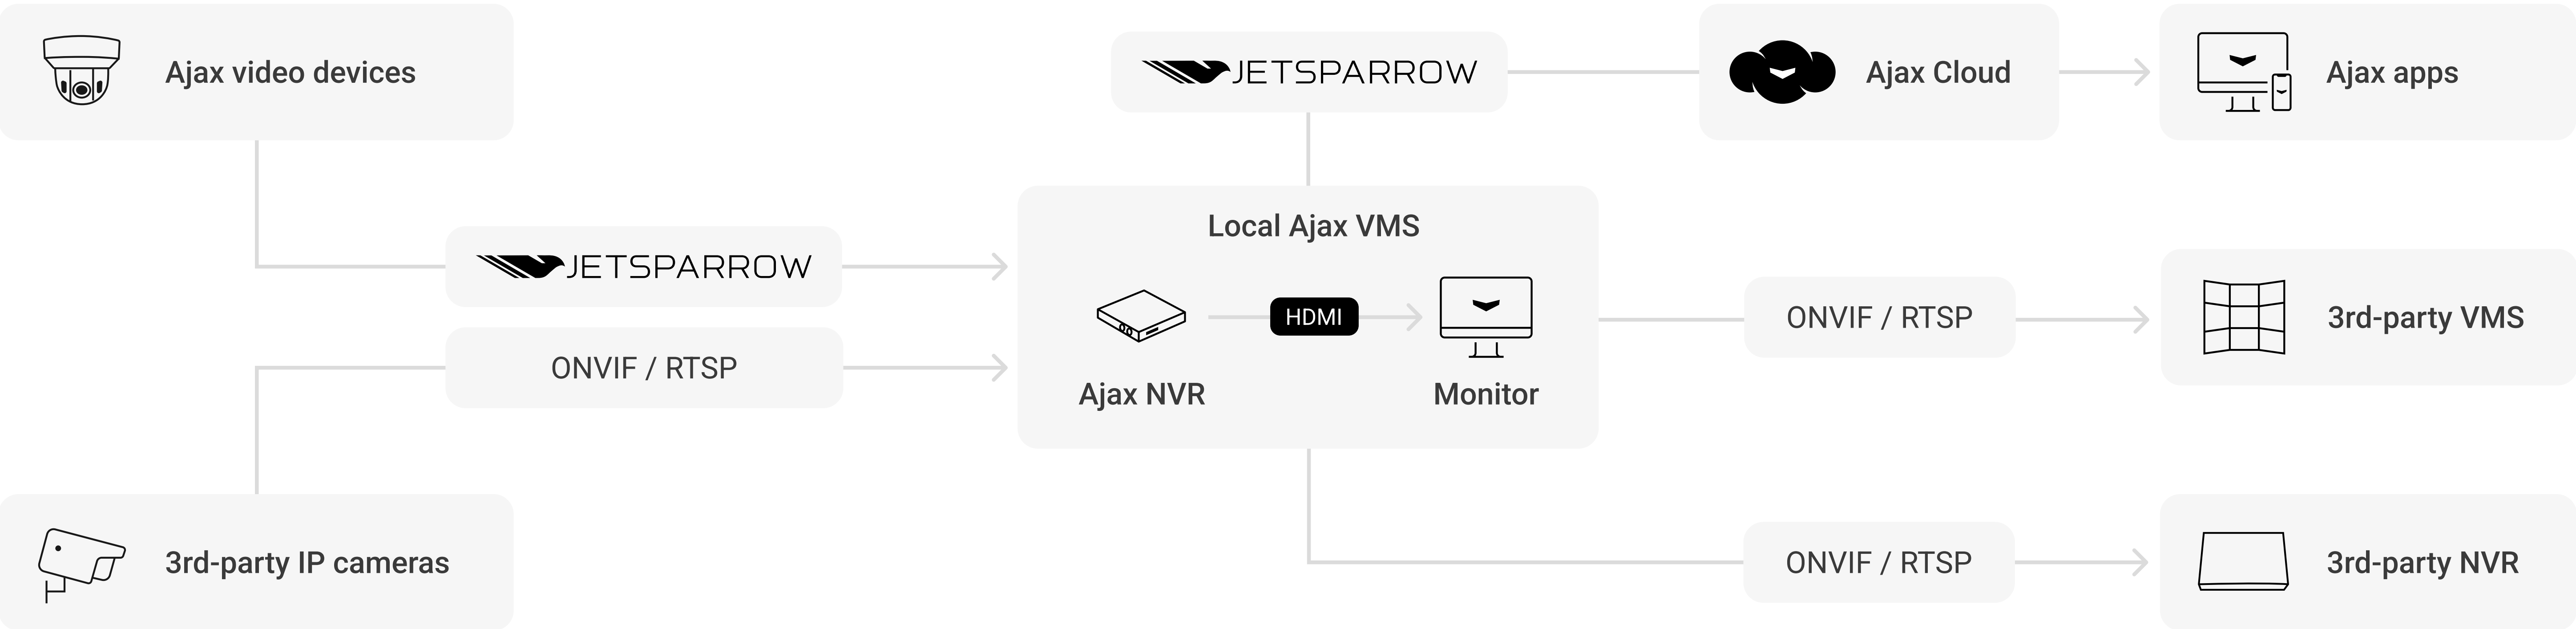 Ajax video devices
JETSPARROW
Ajax Cloud
Ajax apps
JETSPARROW
ONVIF / RTSP
Local Ajax VMS
HDMI
Ajax NVR
Monitor
ONVIF / RTSP
3rd-party VMS
3rd-party IP cameras
ONVIF / RTSP
3rd-party NVR